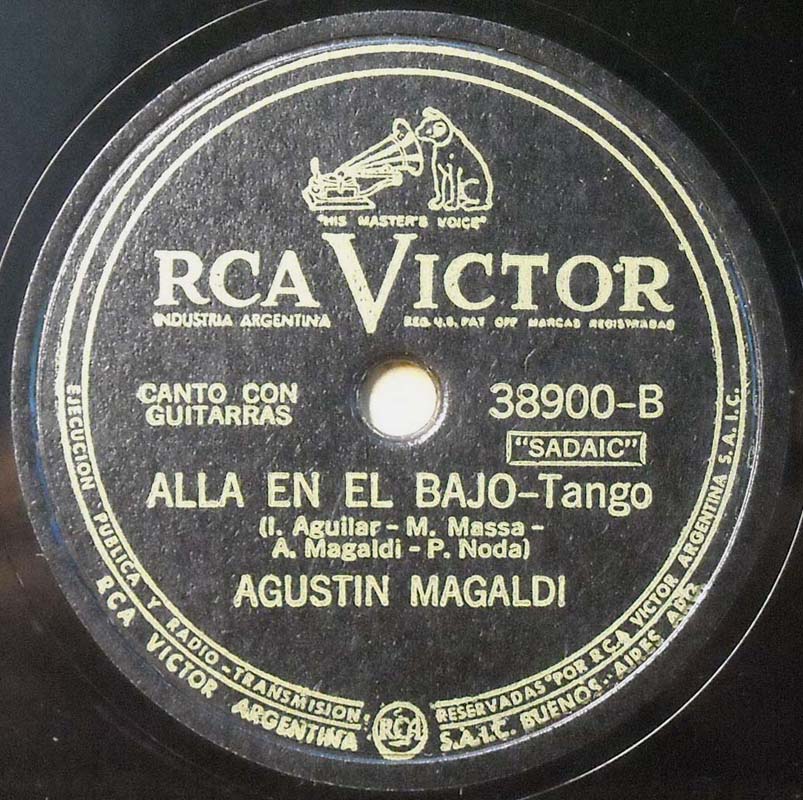 "HIS MASTER'S VOICE"
RCA VICTOR
INDUSTRIA ARGENTINA
REG. U.S. PAT OFF MARCAS REGISTRADAS
CANTO CON
GUITARRAS
38900-B
"SADAIC"
ALLA EN EL BAJO-Tango
(I. Aguilar - M. Massa -
A. Magaldi - P. Noda)
AGUSTIN MAGALDI
EJECUCION PUBLICA Y RADIO-TRANSMISION RESERVADAS POR RCA VICTOR ARGENTINA S.A.I.C.
RCA VICTOR ARGENTINA S.A.I.C. BUENOS-AIRES
RCA